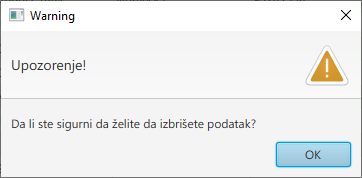 Warning
Upozorenje!
Da li ste sigurni da želite da izbrišete podatak?
OK